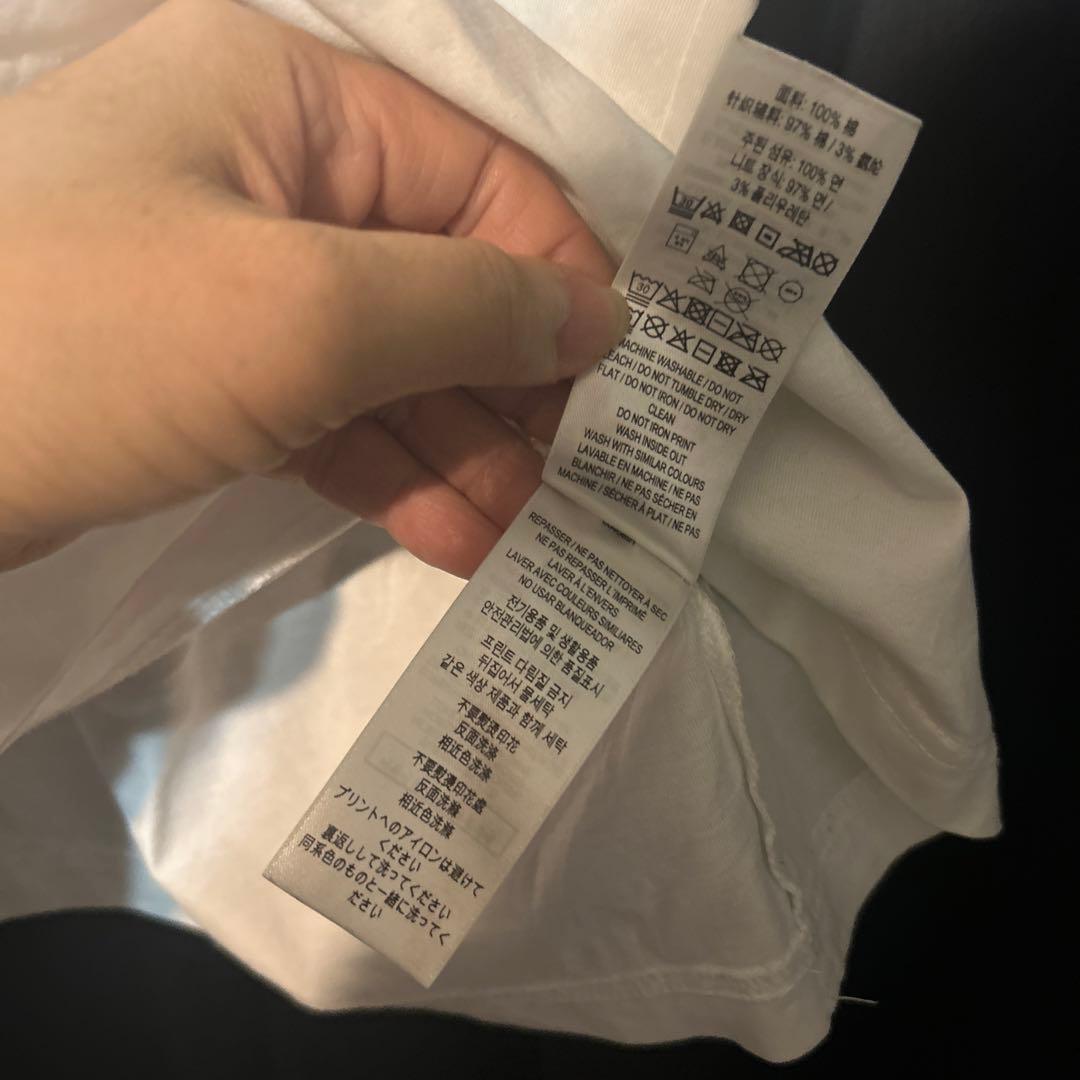 面料: 100% 棉
针织辅料: 97% 棉 / 3% 氨纶
주된 섬유: 100% 면
니트 장식: 97% 면 /
3% 폴리우레탄
30
30
MACHINE WASHABLE / DO NOT
BLEACH / DO NOT TUMBLE DRY / DRY
FLAT / DO NOT IRON / DO NOT DRY
CLEAN
DO NOT IRON PRINT
WASH INSIDE OUT
WASH WITH SIMILAR COLOURS
LAVABLE EN MACHINE / NE PAS
BLANCHIR / NE PAS SÉCHER EN
MACHINE / SÉCHER À PLAT / NE PAS
REPASSER / NE PAS NETTOYER À SEC
NE PAS REPASSER L'IMPRIMÉ
LAVER À L'ENVERS
LAVER AVEC COULEURS SIMILAIRES
NO USAR BLANQUEADOR
전기용품 및 생활용품
안전관리법에 의한 품질표시
프린트 다림질 금지
뒤집어서 물세탁
같은 색상 제품과 함께 세탁
不要熨烫印花
反面洗涤
相近色洗涤
不要熨燙印花處
反面洗滌
相近色洗滌
プリントへのアイロンは避けて
ください
裏返しして洗ってください
同系色のものと一緒に洗ってく
ださい